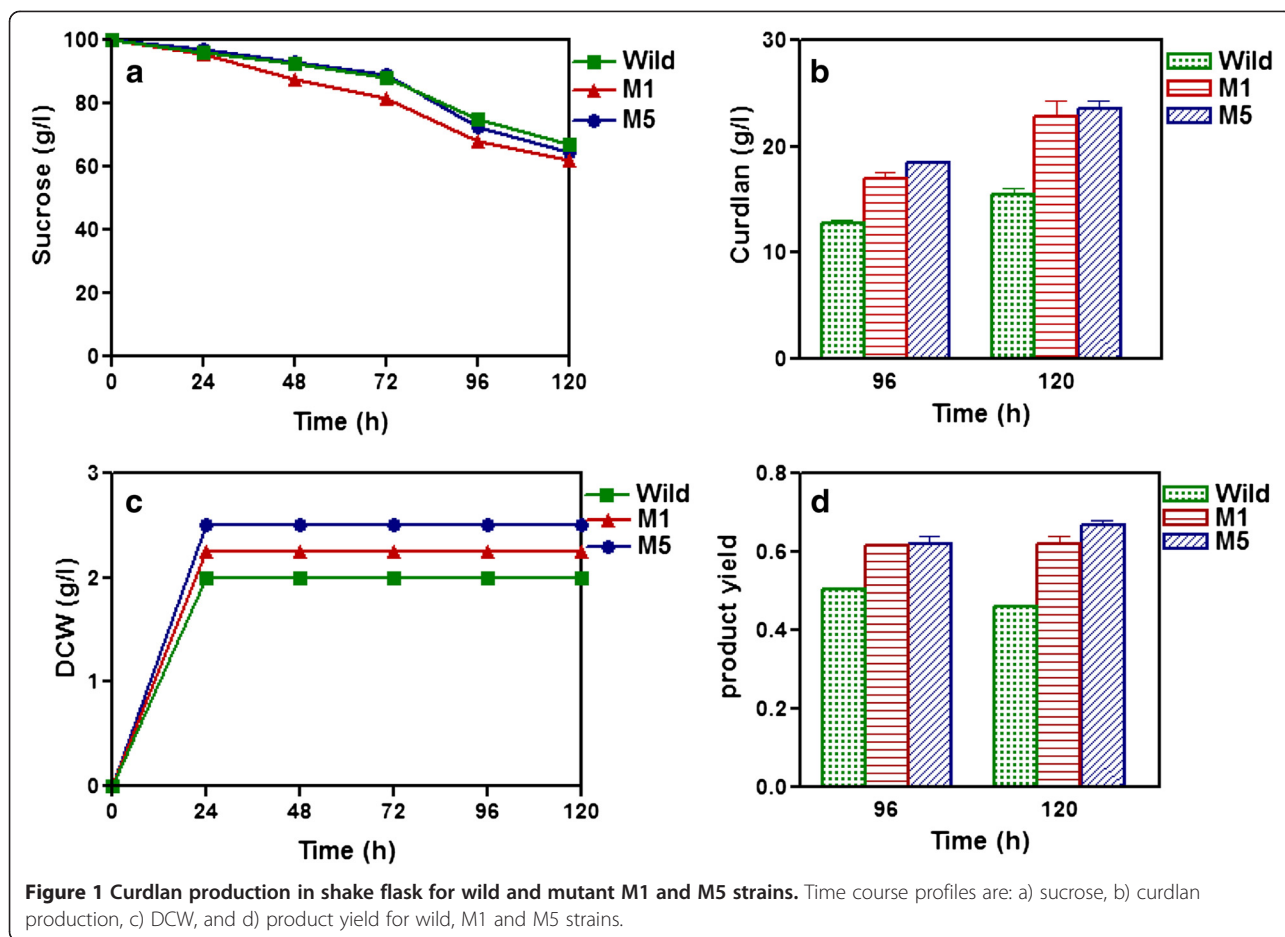 a
Sucrose (g/l)
100
80
60
40
20
0
0 24 48 72 96 120
Time (h)
Wild
M1
M5
b
Curdlan (g/l)
30
20
10
0
96 120
Time (h)
Wild
M1
M5
c
DCW (g/l)
3
2
1
0
0 24 48 72 96 120
Time (h)
Wild
M1
M5
d
product yield
0.8
0.6
0.4
0.2
0.0
96 120
Time (h)
Wild
M1
M5
Figure 1 Curdlan production in shake flask for wild and mutant M1 and M5 strains. Time course profiles are: a) sucrose, b) curdlan
production, c) DCW, and d) product yield for wild, M1 and M5 strains.